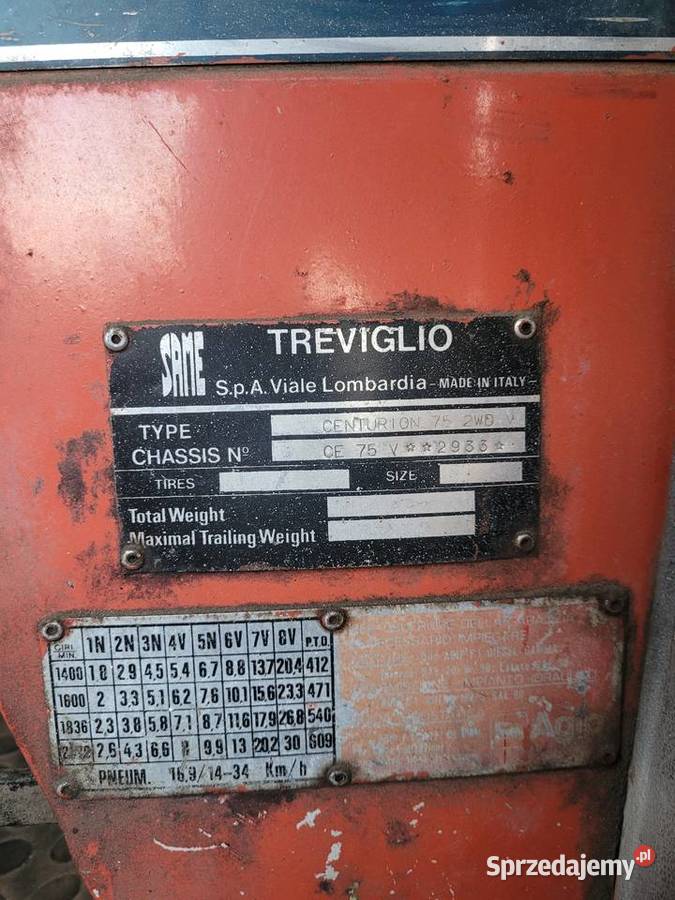 SAME
TREVIGLIO
S.p.A. Viale Lombardia - MADE IN ITALY -
TYPE CENTURION 75 2WD V
CHASSIS Nº CE 75 V ☆☆2933☆
TIRES SIZE
Total Weight
Maximal Trailing Weight
GIRI MIN. 1N 2N 3N 4V 5N 6V 7V 8V P.T.O.
1400 1,8 2,9 4,5 5,4 6,7 8,8 13,7 20,4 412
1600 2 3,3 5,1 6,2 7,6 10,1 15,6 23,3 471
1836 2,3 3,8 5,8 7,1 8,7 11,6 17,9 26,8 540
2,6 4,3 6,6 9,9 13 20,2 30 609
PNEUM. 16,9/14-34 Km/h
IMPIEGARE
IMPIANTO
Sprzedajemy.pl